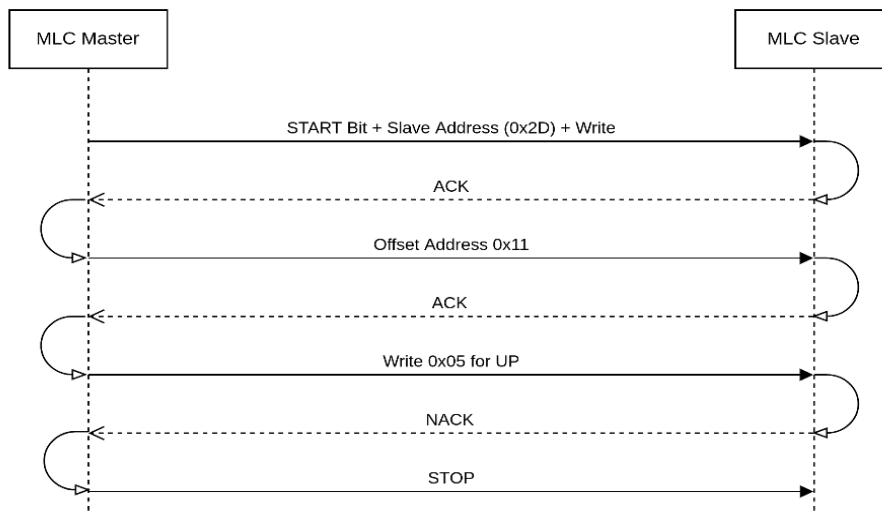 MLC Master
MLC Slave
START Bit + Slave Address (0x2D) + Write
ACK
Offset Address 0x11
ACK
Write 0x05 for UP
NACK
STOP